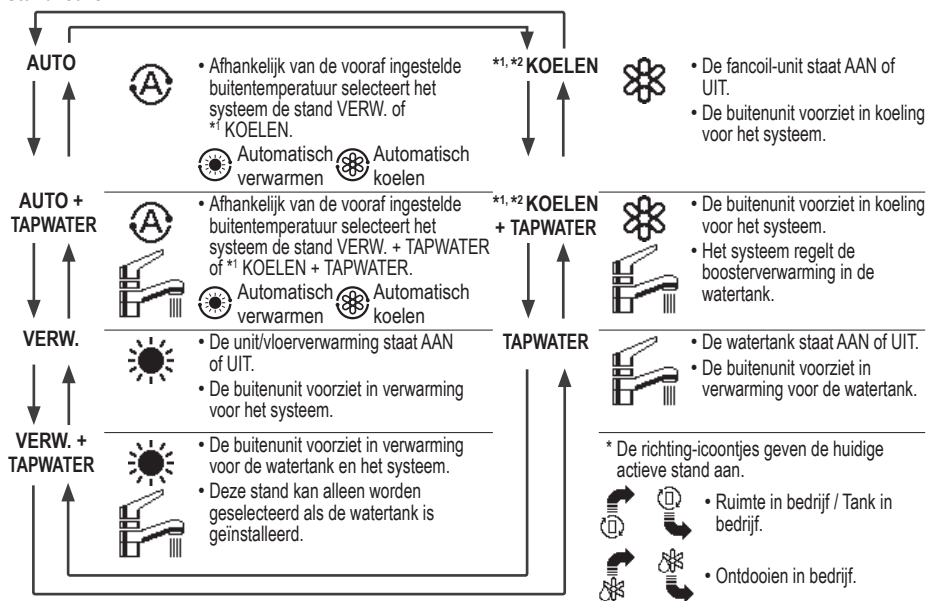 AUTO
• Afhankelijk van de vooraf ingestelde
buitentemperatuur selecteert het
systeem de stand VERW. of
*1 KOELEN.
Automatisch
verwarmen
Automatisch
koelen
AUTO +
TAPWATER
• Afhankelijk van de vooraf ingestelde
buitentemperatuur selecteert het
systeem de stand VERW. + TAPWATER
of *1 KOELEN + TAPWATER.
Automatisch
verwarmen
Automatisch
koelen
VERW.
• De unit/vloerverwarming staat AAN
of UIT.
• De buitenunit voorziet in verwarming
voor het systeem.
VERW. +
TAPWATER
• De buitenunit voorziet in verwarming
voor de watertank en het systeem.
• Deze stand kan alleen worden
geselecteerd als de watertank is
geïnstalleerd.
*1, *2 KOELEN
• De fancoil-unit staat AAN of
UIT.
• De buitenunit voorziet in koeling
voor het systeem.
*1, *2 KOELEN
+ TAPWATER
• De buitenunit voorziet in koeling
voor het systeem.
• Het systeem regelt de
boosterverwarming in de
watertank.
TAPWATER
• De watertank staat AAN of UIT.
• De buitenunit voorziet in
verwarming voor de watertank.
* De richting-icoontjes geven de huidige
actieve stand aan.
• Ruimte in bedrijf / Tank in
bedrijf.
• Ontdooien in bedrijf.